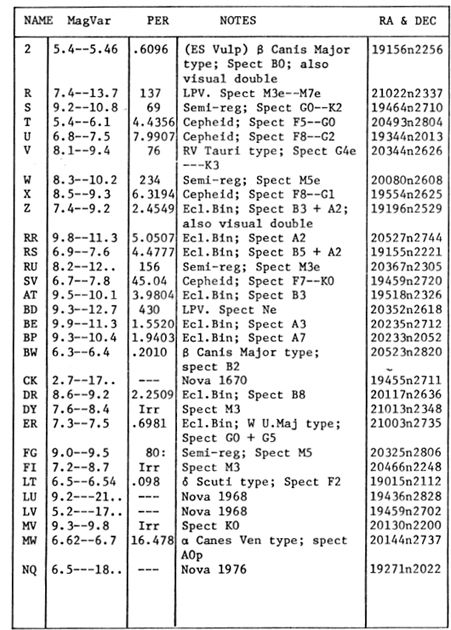 NAME MagVar PER NOTES RA & DEC
2 5.4--5.46 .6096 (ES Vulp) β Canis Major 19156n2256
type; Spect B0; also
visual double
R 7.4--13.7 137 LPV. Spect M3e--M7e 21022n2337
S 9.2--10.8 69 Semi-reg; Spect G0--K2 19464n2710
T 5.4--6.1 4.4356 Cepheid; Spect F5--G0 20493n2804
U 6.8--7.5 7.9907 Cepheid; Spect F8--G2 19344n2013
V 8.1--9.4 76 RV Tauri type; Spect G4e 20344n2626
---K3
W 8.3--10.2 234 Semi-reg; Spect M5e 20080n2608
X 8.5--9.3 6.3194 Cepheid; Spect F8--G1 19554n2625
Z 7.4--9.2 2.4549 Ecl.Bin; Spect B3 + A2; 19196n2529
also visual double
RR 9.8--11.3 5.0507 Ecl.Bin; Spect A2 20527n2744
RS 6.9--7.6 4.4777 Ecl.Bin; Spect B5 + A2 19155n2221
RU 8.2--12.. 156 Semi-reg; Spect M3e 20367n2305
SV 6.7--7.8 45.04 Cepheid; Spect F7--K0 19459n2720
AT 9.5--10.1 3.9804 Ecl.Bin; Spect B3 19518n2326
BD 9.3--12.7 430 LPV. Spect Ne 20352n2618
BE 9.9--11.3 1.5520 Ecl.Bin; Spect A3 20235n2712
BP 9.3--10.4 1.9403 Ecl.Bin; Spect A7 20233n2052
BW 6.3--6.4 .2010 β Canis Major type; 20523n2820
spect B2
CK 2.7--17.. --- Nova 1670 19455n2711
DR 8.6--9.2 2.2509 Ecl.Bin; Spect B8 20117n2636
DY 7.6--8.4 Irr Spect M3 21013n2348
ER 7.3--7.5 .6981 Ecl.Bin; W U.Maj type; 21003n2735
Spect G0 + G5
FG 9.0--9.5 80: Semi-reg; Spect M5 20325n2806
FI 7.2--8.7 Irr Spect M3 20466n2248
LT 6.5--6.54 .098 δ Scuti type; Spect F2 19015n2112
LU 9.2---21.. --- Nova 1968 19436n2828
LV 5.2---17.. --- Nova 1968 19459n2702
MV 9.3--9.8 Irr Spect K0 20130n2200
MW 6.62--6.7 16.478 α Canes Ven type; spect 20144n2737
A0p
NQ 6.5---18.. --- Nova 1976 19271n2022